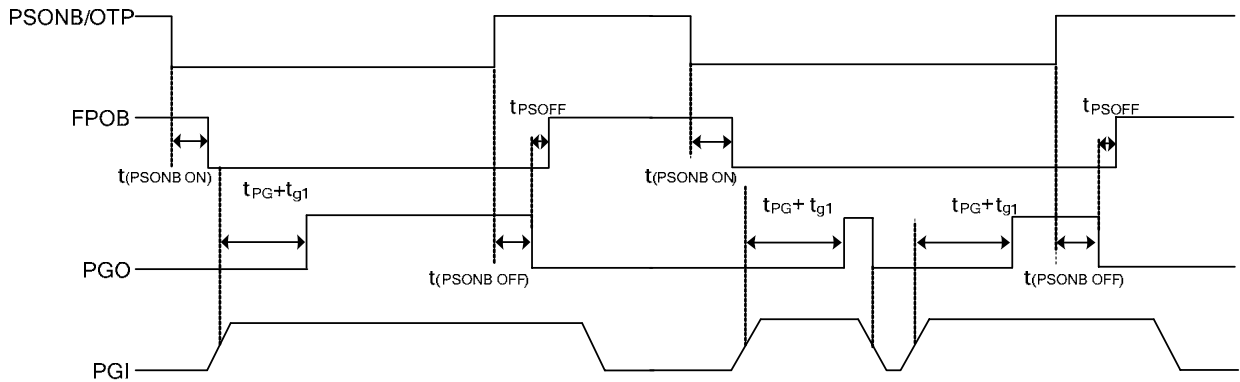 PSONB/OTP
tPSOFF
tPSOFF
FPOB
t(PSONB ON)
t(PSONB ON)
tPG+tg1
tPG+ tg1
tPG+tg1
PGO
t(PSONB OFF)
t(PSONB OFF)
PGI